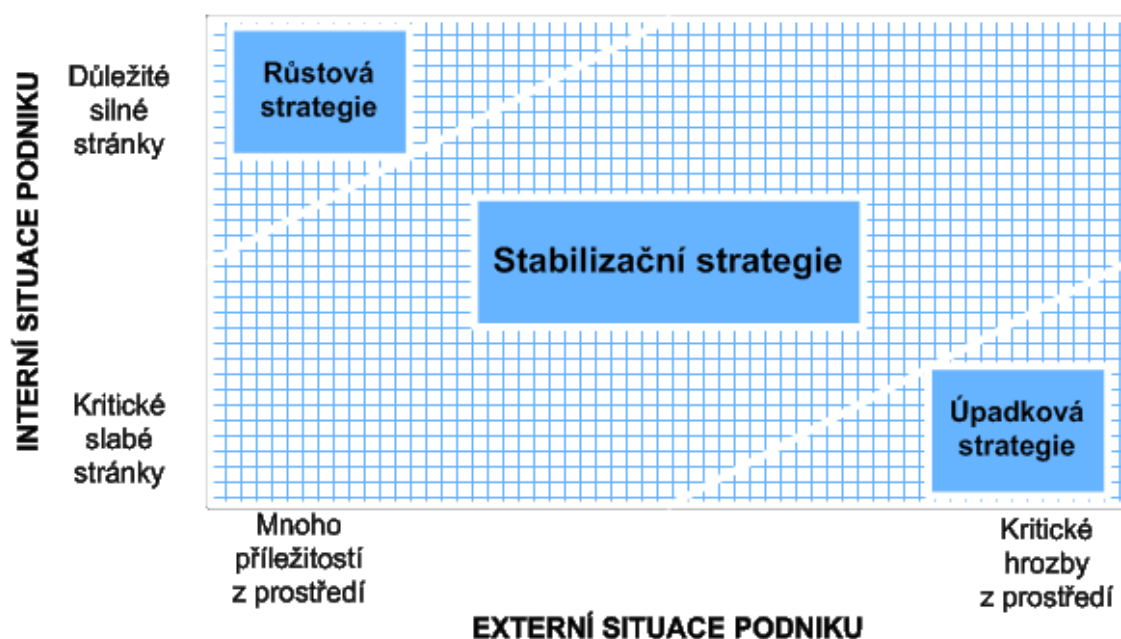 INTERNÍ SITUACE PODNIKU
Důležité
silné
stránky
Růstová
strategie
Stabilizační strategie
Kritické
slabé
stránky
Úpadková
strategie
Mnoho
příležitostí
z prostředí
Kritické
hrozby
z prostředí
EXTERNÍ SITUACE PODNIKU